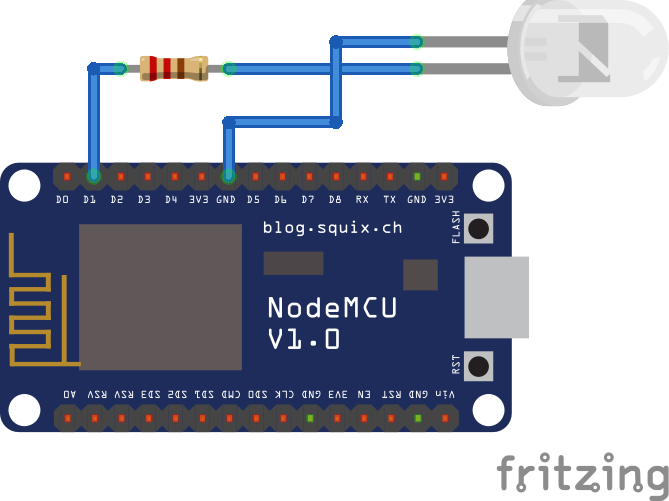 D0 D1 D2 D3 D4 3V3 GND D5 D6 D7 D8 RX TX GND 3V3
FLASH
blog.squix.ch
NodeMCU
V1.0
RST
A0 RSV RSV SD3 SD2 SD1 CMD SD0 CLK GND 3V3 EN RST GND Vin
fritzing